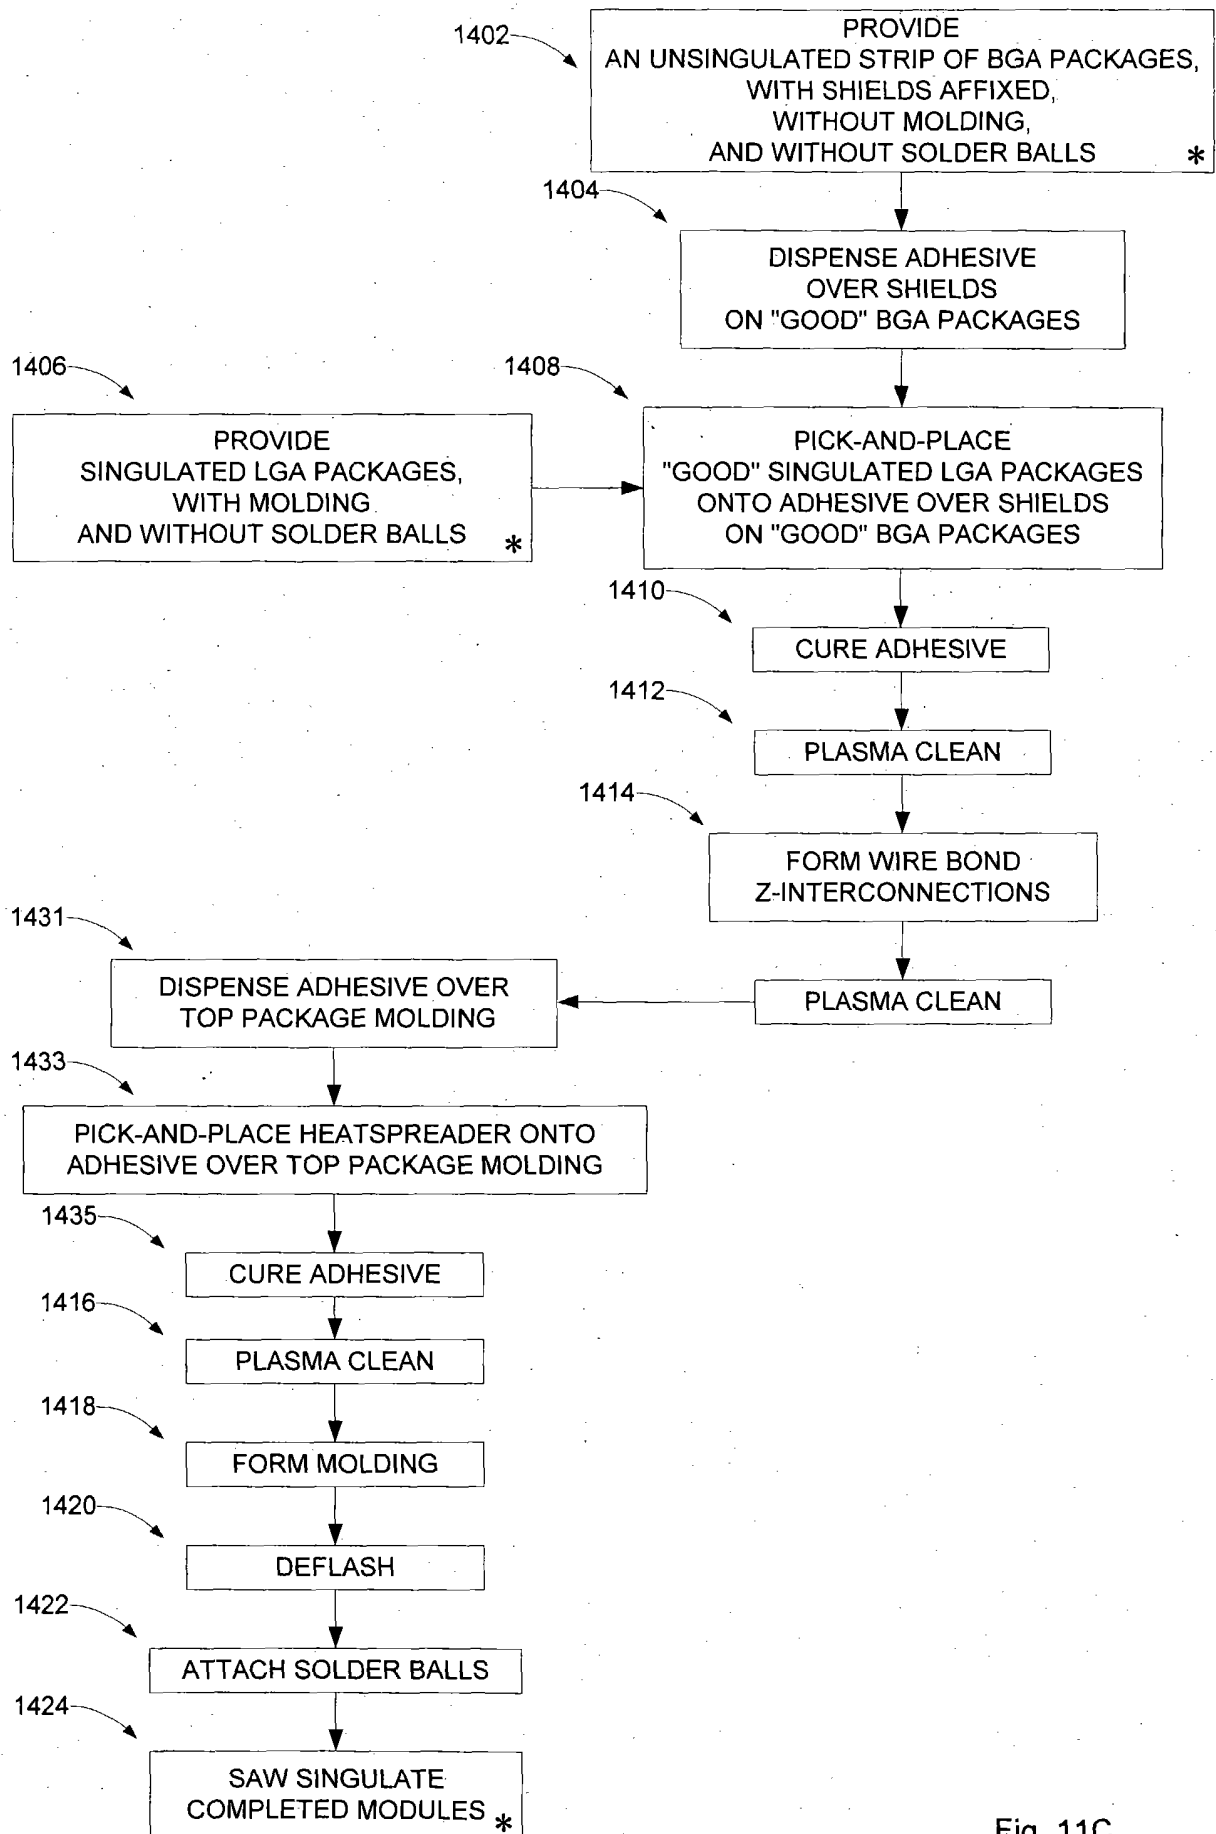 1402
PROVIDE
AN UNSINGULATED STRIP OF BGA PACKAGES,
WITH SHIELDS AFFIXED,
WITHOUT MOLDING,
AND WITHOUT SOLDER BALLS *
1404
DISPENSE ADHESIVE
OVER SHIELDS
ON "GOOD" BGA PACKAGES
1406
PROVIDE
SINGULATED LGA PACKAGES,
WITH MOLDING
AND WITHOUT SOLDER BALLS *
1408
PICK-AND-PLACE
"GOOD" SINGULATED LGA PACKAGES
ONTO ADHESIVE OVER SHIELDS
ON "GOOD" BGA PACKAGES
1410
CURE ADHESIVE
1412
PLASMA CLEAN
1414
FORM WIRE BOND
Z-INTERCONNECTIONS
PLASMA CLEAN
1431
DISPENSE ADHESIVE OVER
TOP PACKAGE MOLDING
1433
PICK-AND-PLACE HEATSPREADER ONTO
ADHESIVE OVER TOP PACKAGE MOLDING
1435
CURE ADHESIVE
1416
PLASMA CLEAN
1418
FORM MOLDING
1420
DEFLASH
1422
ATTACH SOLDER BALLS
1424
SAW SINGULATE
COMPLETED MODULES *
Fig. 11C